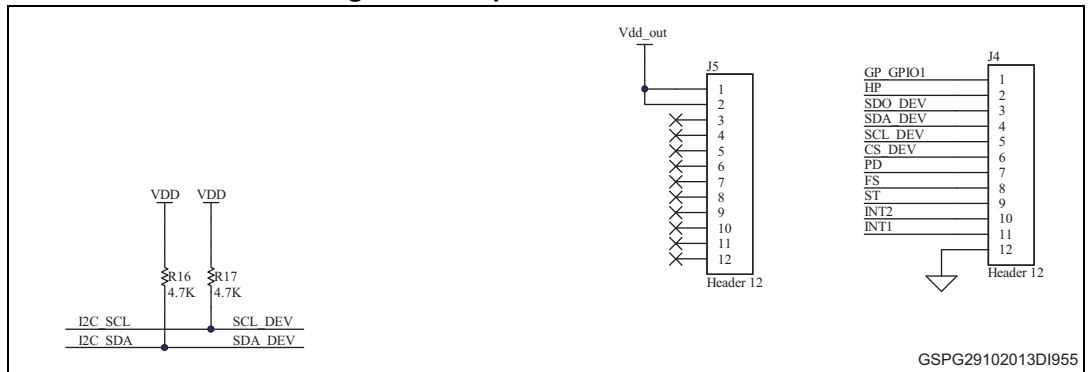 Vdd_out
J5
1
2
3
4
5
6
7
8
9
10
11
12
Header 12
J4
GP_GPIO1
1
HP
2
SDO_DEV
3
SDA_DEV
4
SCL_DEV
5
CS_DEV
6
PD
7
FS
8
ST
9
INT2
10
INT1
11
12
Header 12
VDD VDD
R16 R17
4.7K 4.7K
I2C_SCL SCL_DEV
I2C_SDA SDA_DEV
GSPG29102013DI955